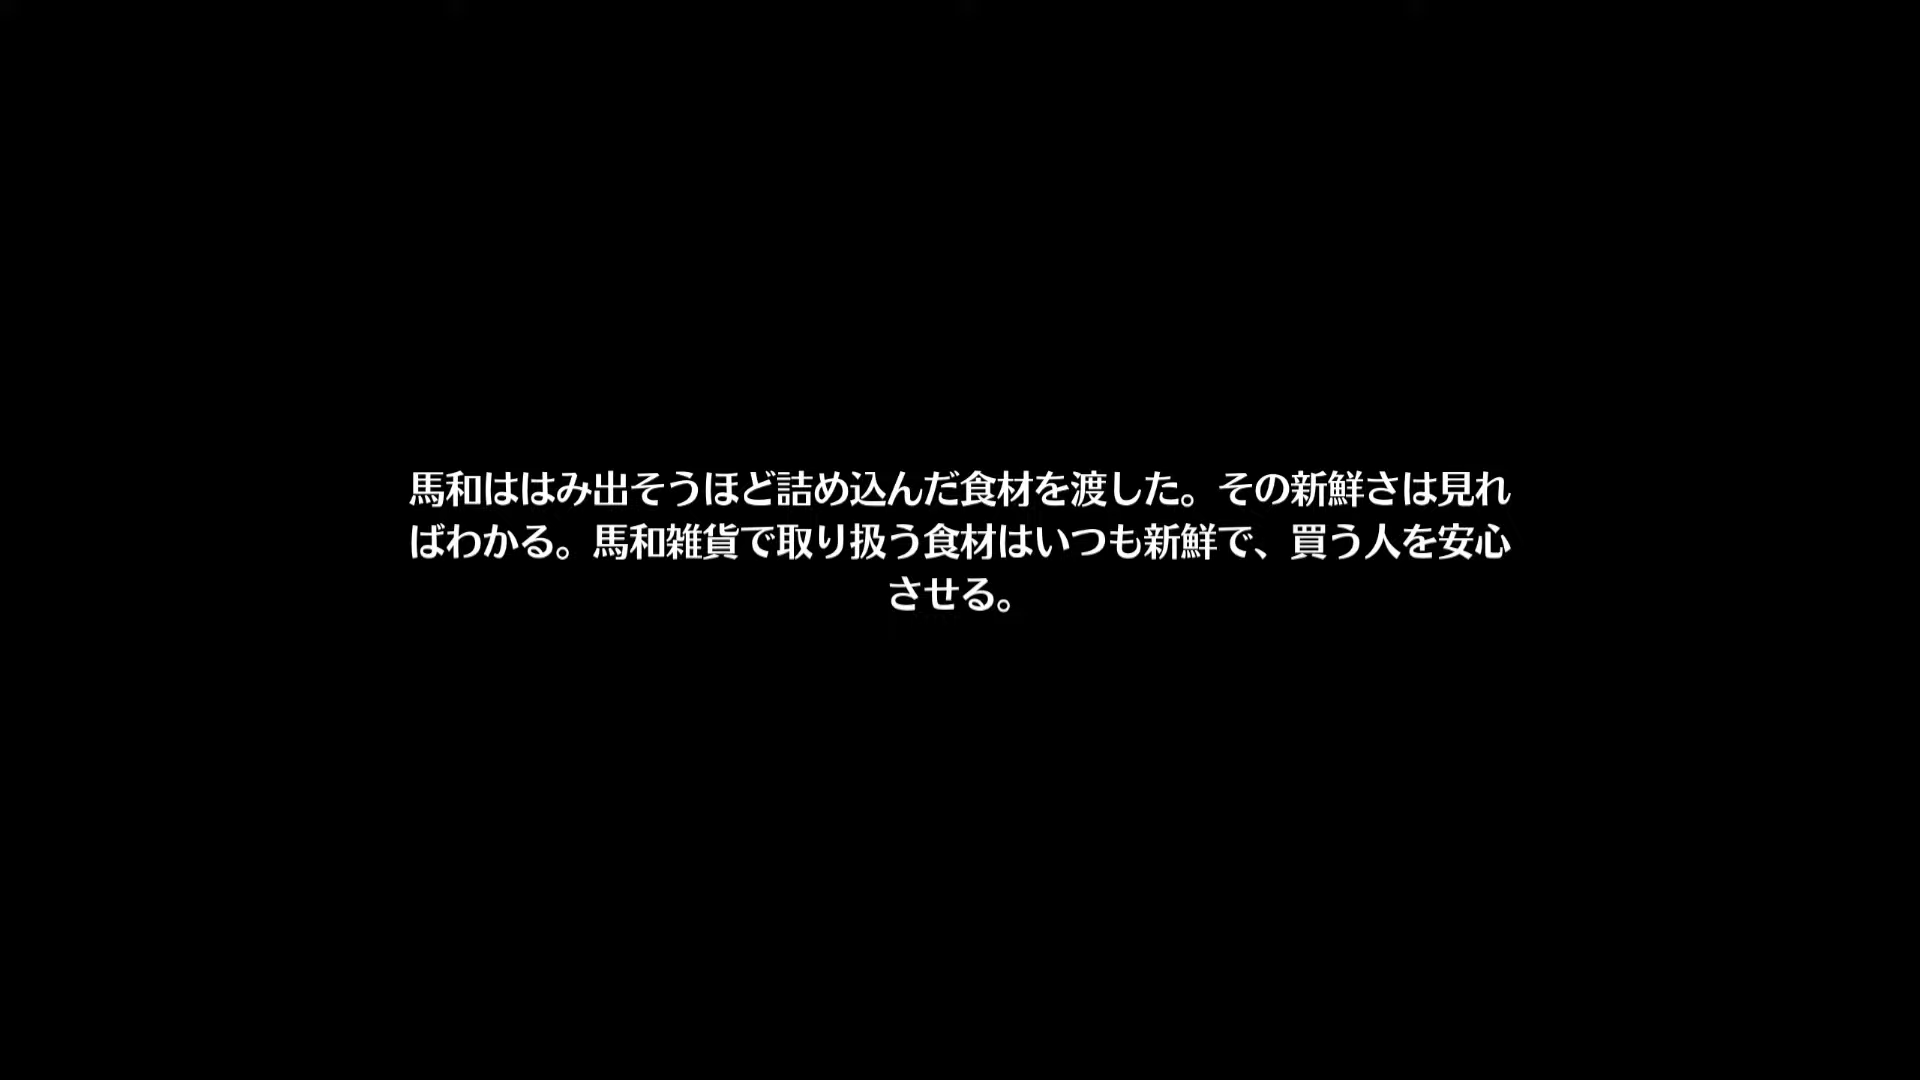 馬和ははみ出そうほど詰め込んだ食材を渡した。その新鮮さは見れ
ばわかる。馬和雑貨で取り扱う食材はいつも新鮮で、買う人を安心
させる。